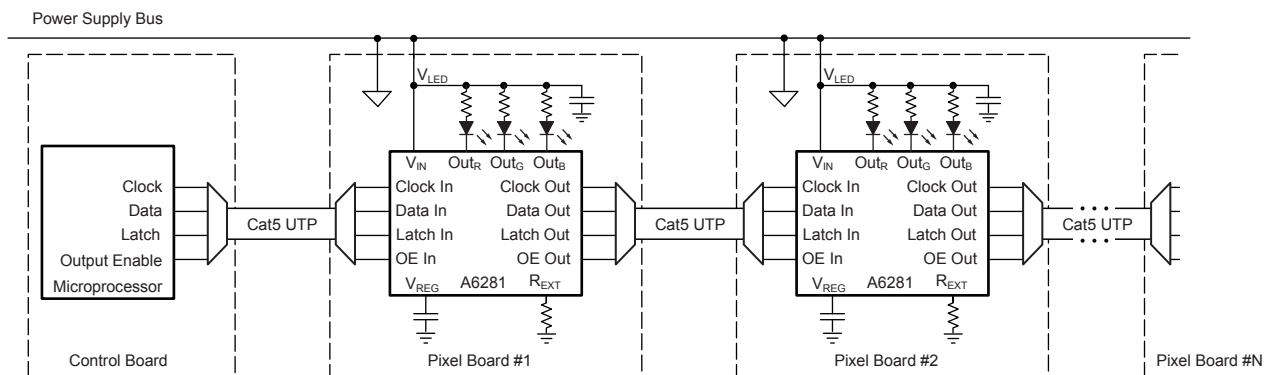 Power Supply Bus
Clock
Data
Latch
Output Enable
Microprocessor
Control Board
Cat5 UTP
VLED
VIN OutR OutG OutB
Clock In Clock Out
Data In Data Out
Latch In Latch Out
OE In OE Out
VREG A6281 REXT
Pixel Board #1
Cat5 UTP
VLED
VIN OutR OutG OutB
Clock In Clock Out
Data In Data Out
Latch In Latch Out
OE In OE Out
VREG A6281 REXT
Pixel Board #2
Cat5 UTP
Pixel Board #N